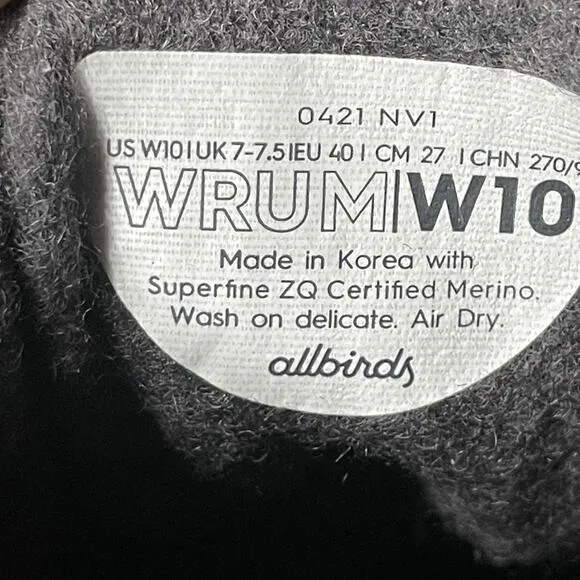 0421 NV1
US W10 | UK 7-7.5 | EU 40 | CM 27 | CHN 270/9
WRUM|W10
Made in Korea with
Superfine ZQ Certified Merino.
Wash on delicate. Air Dry.
allbirds